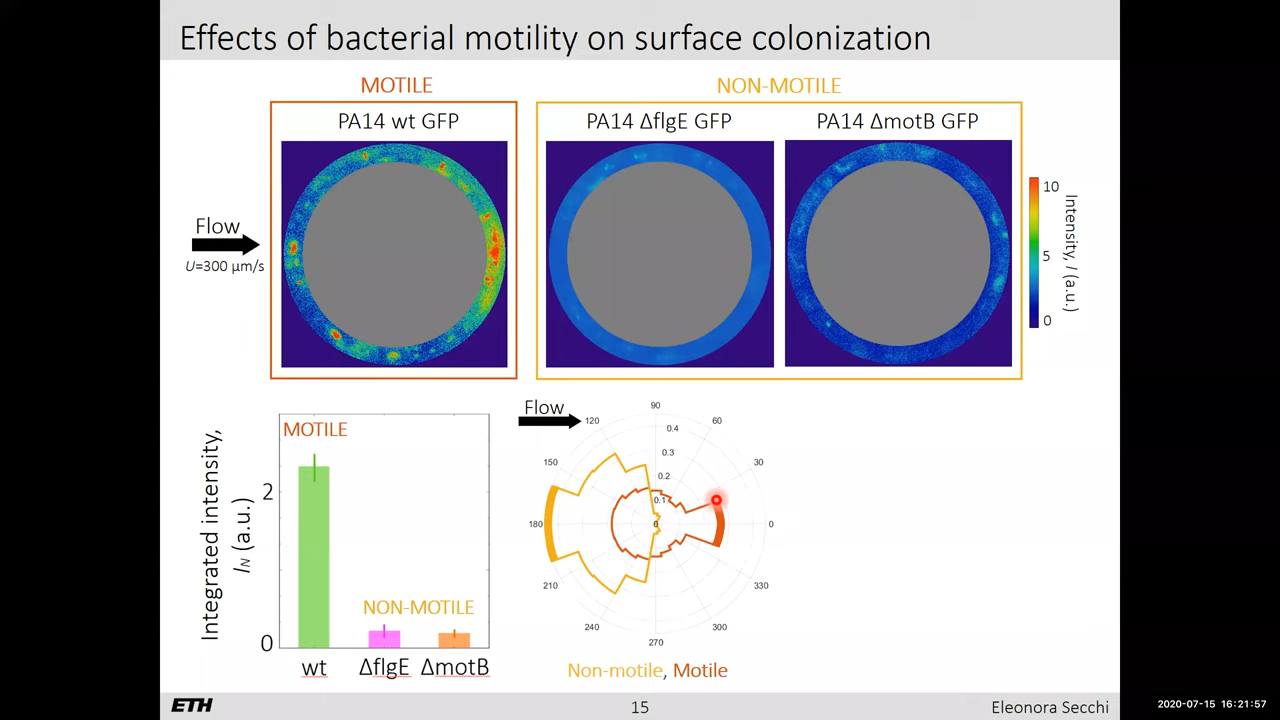 Effects of bacterial motility on surface colonization
MOTILE
NON-MOTILE
PA14 wt GFP
PA14 ΔflgE GFP
PA14 ΔmotB GFP
Flow
U=300 µm/s
10
5
0
Intensity, I (a.u.)
MOTILE
NON-MOTILE
Integrated intensity,
I_N (a.u.)
2
0
wt
ΔflgE
ΔmotB
Flow
90
120
60
0.4
0.3
150
30
0.2
0.1
180
0
0
210
330
240
300
270
Non-motile, Motile
ETH
15
Eleonora Secchi
2020-07-15 16:21:57